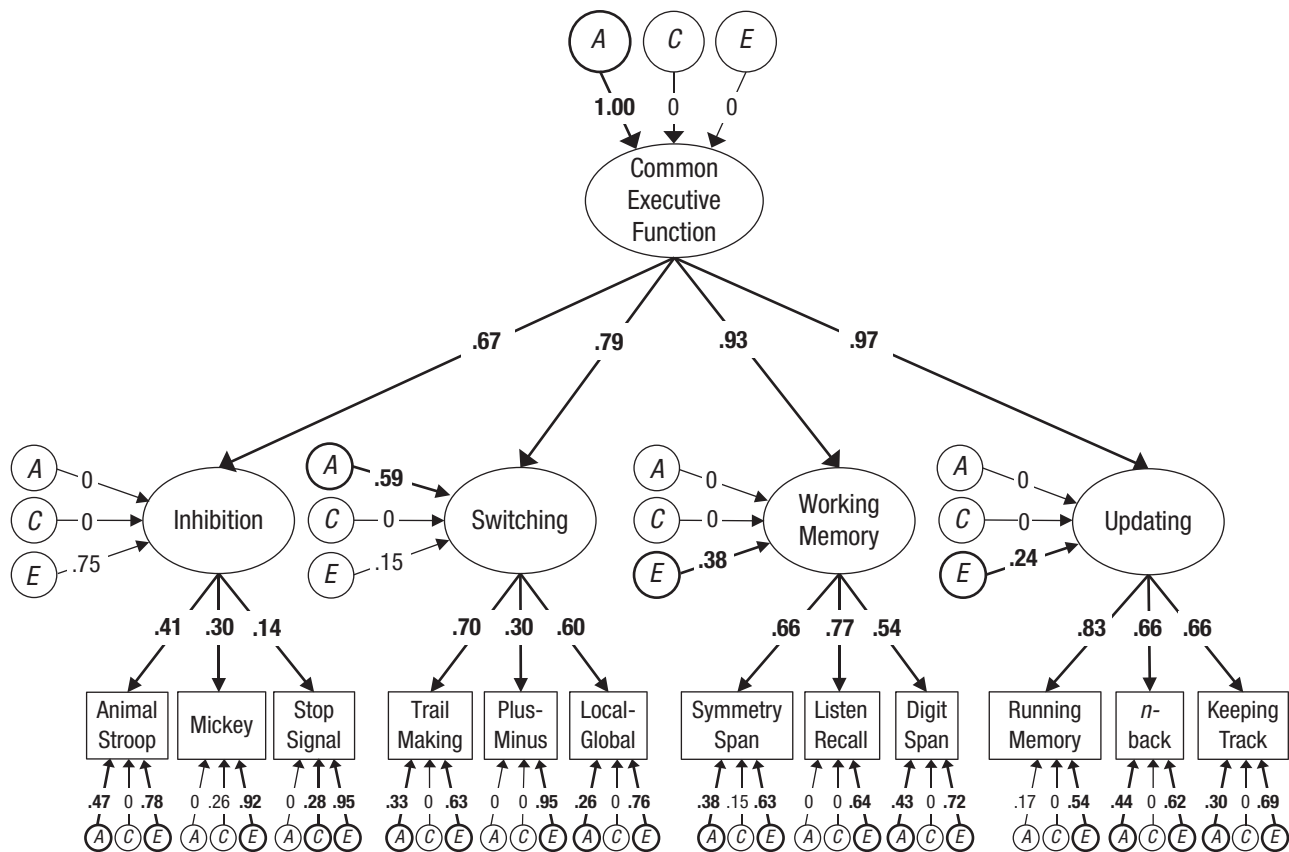 A C E
1.00 0 0
Common
Executive
Function
.67 .79 .93 .97
A 0
C 0
E .75
Inhibition
A .59
C 0
E .15
Switching
A 0
C 0
E .38
Working
Memory
A 0
C 0
E .24
Updating
.41 .30 .14 .70 .30 .60 .66 .77 .54 .83 .66 .66
Animal
Stroop
Mickey
Stop
Signal
Trail
Making
Plus-
Minus
Local-
Global
Symmetry
Span
Listen
Recall
Digit
Span
Running
Memory
n-
back
Keeping
Track
.47 0 .78 0 .26 .92 0 .28 .95 .33 0 .63 0 0 .95 .26 0 .76 .38 .15 .63 0 0 .64 .43 0 .72 .17 0 .54 .44 0 .62 .30 0 .69
A C E A C E A C E A C E A C E A C E A C E A C E A C E A C E A C E A C E